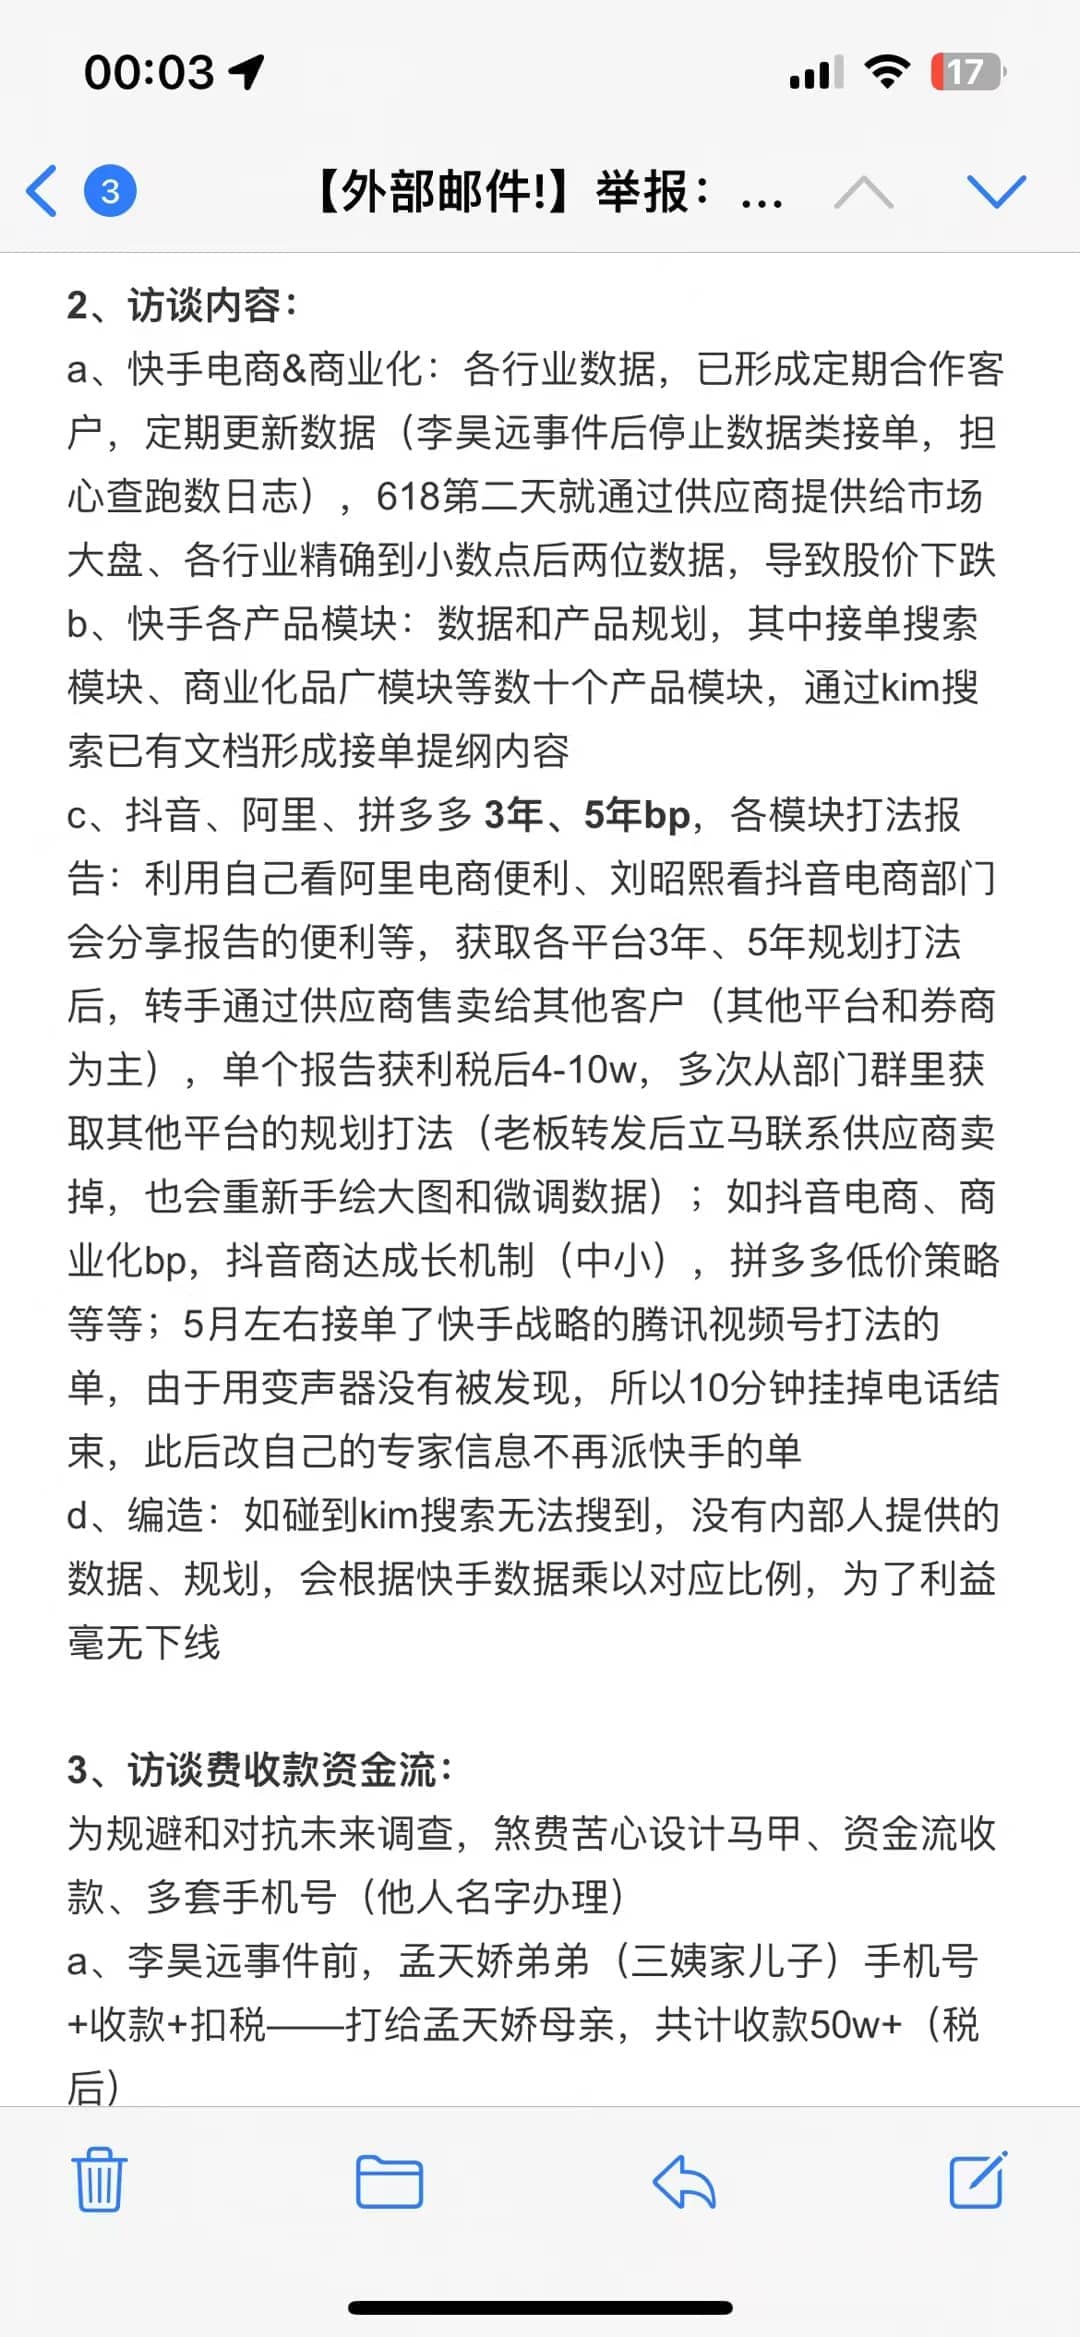 00:03
17
3
【外部邮件!】举报：...
2、访谈内容：
a、快手电商&商业化：各行业数据，已形成定期合作客
户，定期更新数据（李昊远事件后停止数据类接单，担
心查跑数日志），618第二天就通过供应商提供给市场
大盘、各行业精确到小数点后两位数据，导致股价下跌
b、快手各产品模块：数据和产品规划，其中接单搜索
模块、商业化品广模块等数十个产品模块，通过kim搜
索已有文档形成接单提纲内容
c、抖音、阿里、拼多多 3年、5年bp，各模块打法报
告：利用自己看阿里电商便利、刘昭熙看抖音电商部门
会分享报告的便利等，获取各平台3年、5年规划打法
后，转手通过供应商售卖给其他客户（其他平台和券商
为主），单个报告获利税后4-10w，多次从部门群里获
取其他平台的规划打法（老板转发后立马联系供应商卖
掉，也会重新手绘大图和微调数据）；如抖音电商、商
业化bp，抖音商达成长机制（中小），拼多多低价策略
等等；5月左右接单了快手战略的腾讯视频号打法的
单，由于用变声器没有被发现，所以10分钟挂掉电话结
束，此后改自己的专家信息不再派快手的单
d、编造：如碰到kim搜索无法搜到，没有内部人提供的
数据、规划，会根据快手数据乘以对应比例，为了利益
毫无下线
3、访谈费收款资金流：
为规避和对抗未来调查，煞费苦心设计马甲、资金流收
款、多套手机号（他人名字办理）
a、李昊远事件前，孟天娇弟弟（三姨家儿子）手机号
+收款+扣税——打给孟天娇母亲，共计收款50w+（税
后）